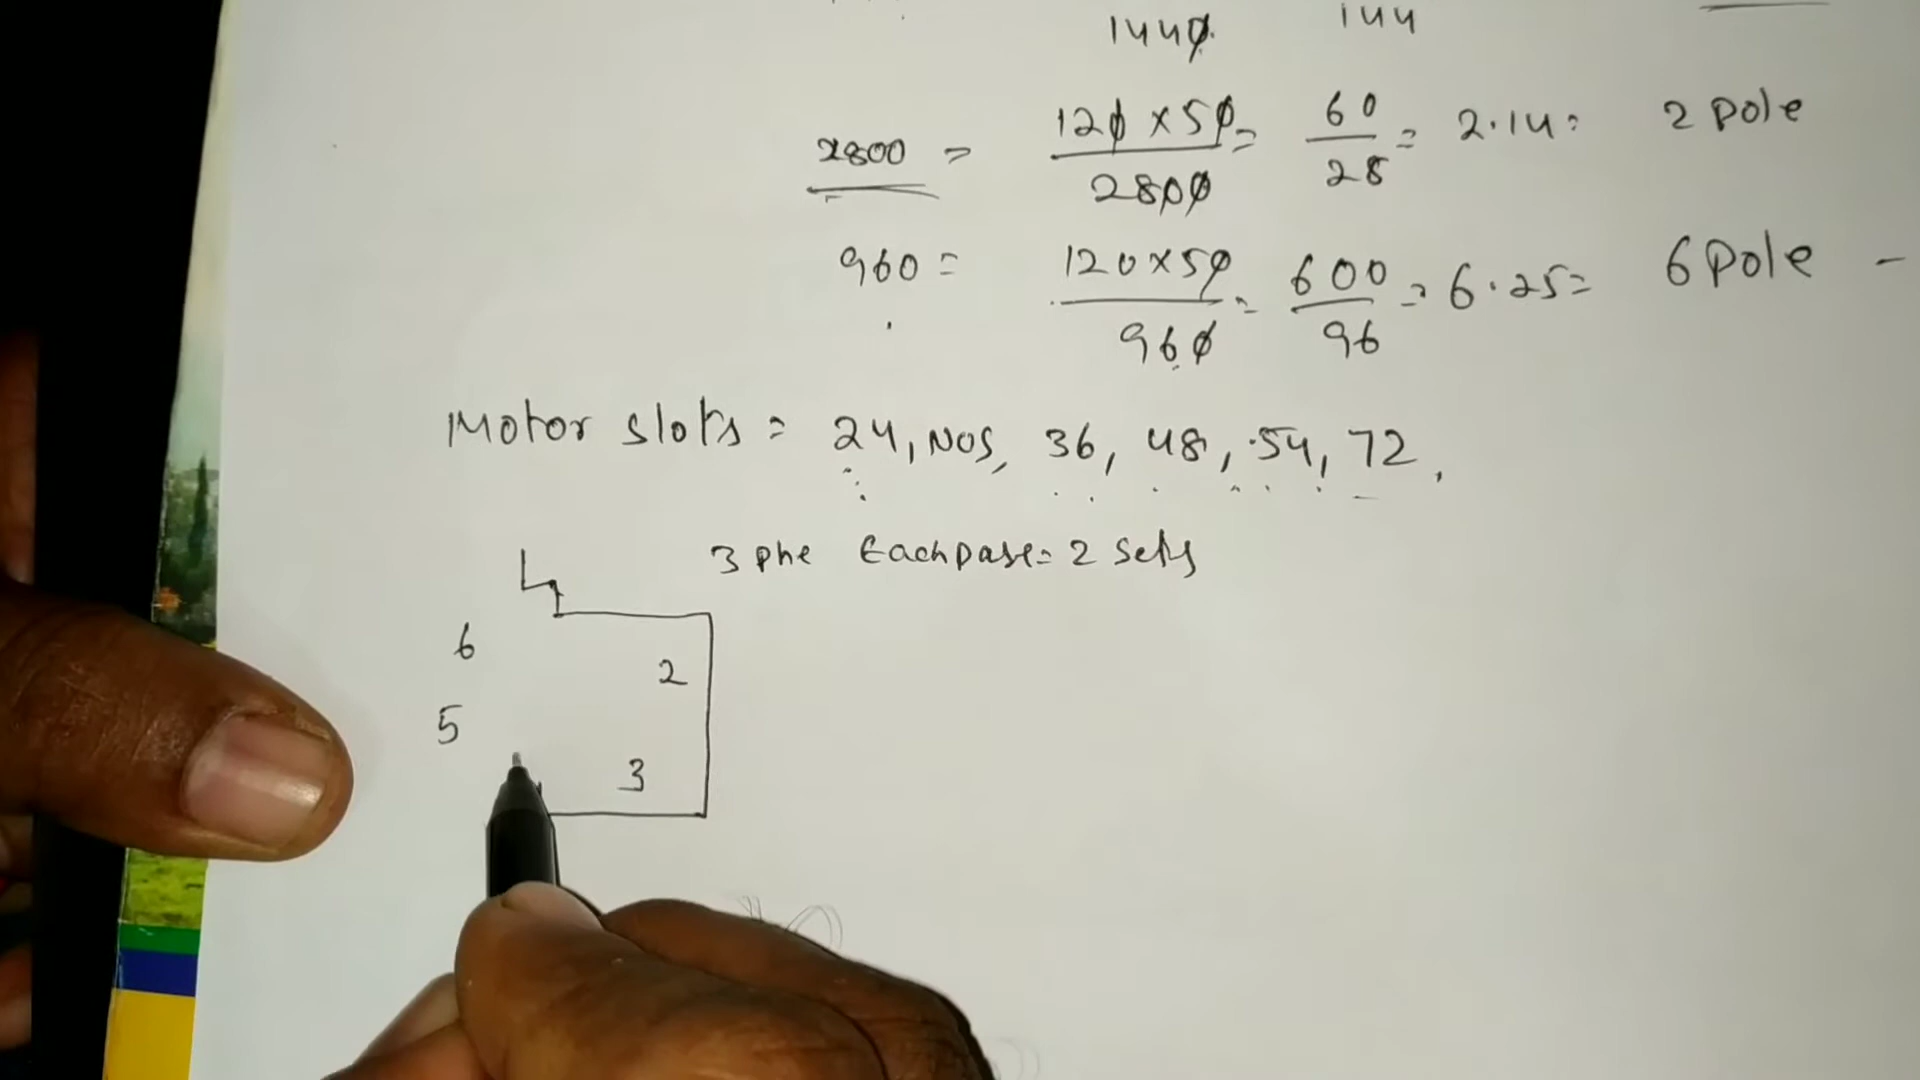 1440 144
2800 = 120 x 50 / 2800 = 60 / 28 = 2.14 = 2 pole
960 = 120 x 50 / 960 = 600 / 96 = 6.25 = 6 Pole -
Motor slots = 24, NOS, 36, 48, 54, 72,
3 phe Each pase = 2 sets
6
2
5
3